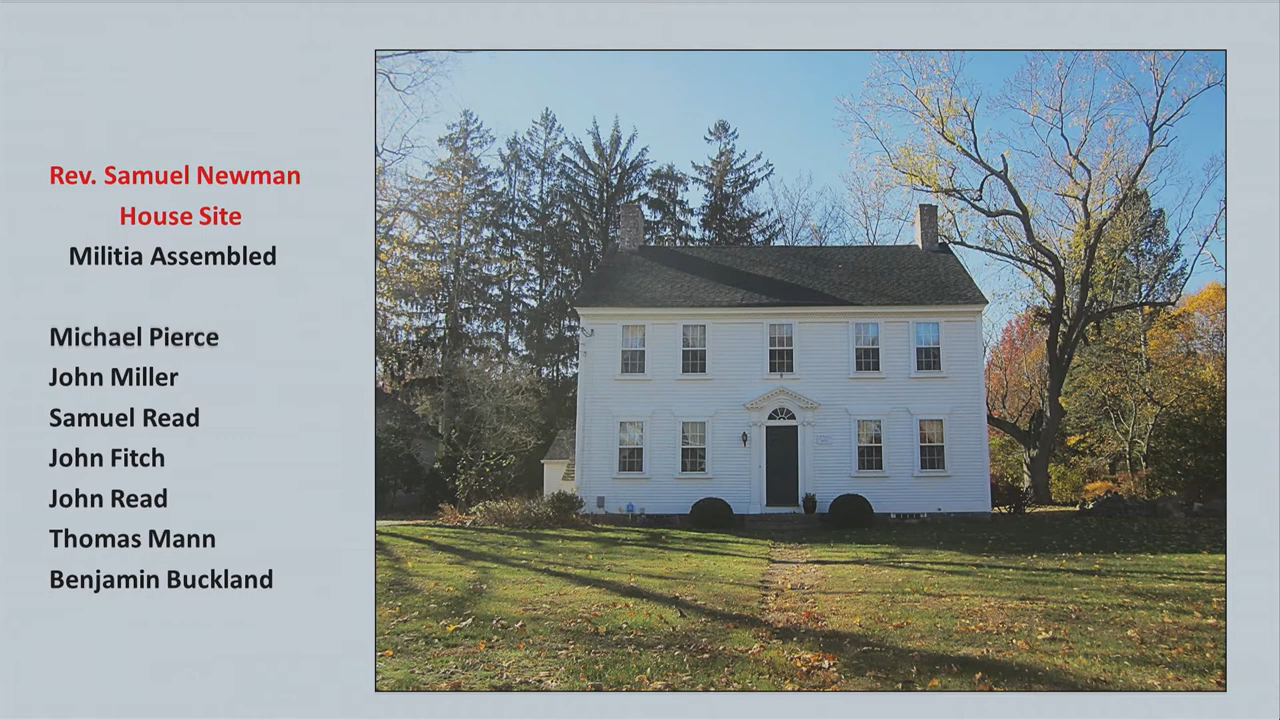 Rev. Samuel Newman
House Site
Militia Assembled
Michael Pierce
John Miller
Samuel Read
John Fitch
John Read
Thomas Mann
Benjamin Buckland